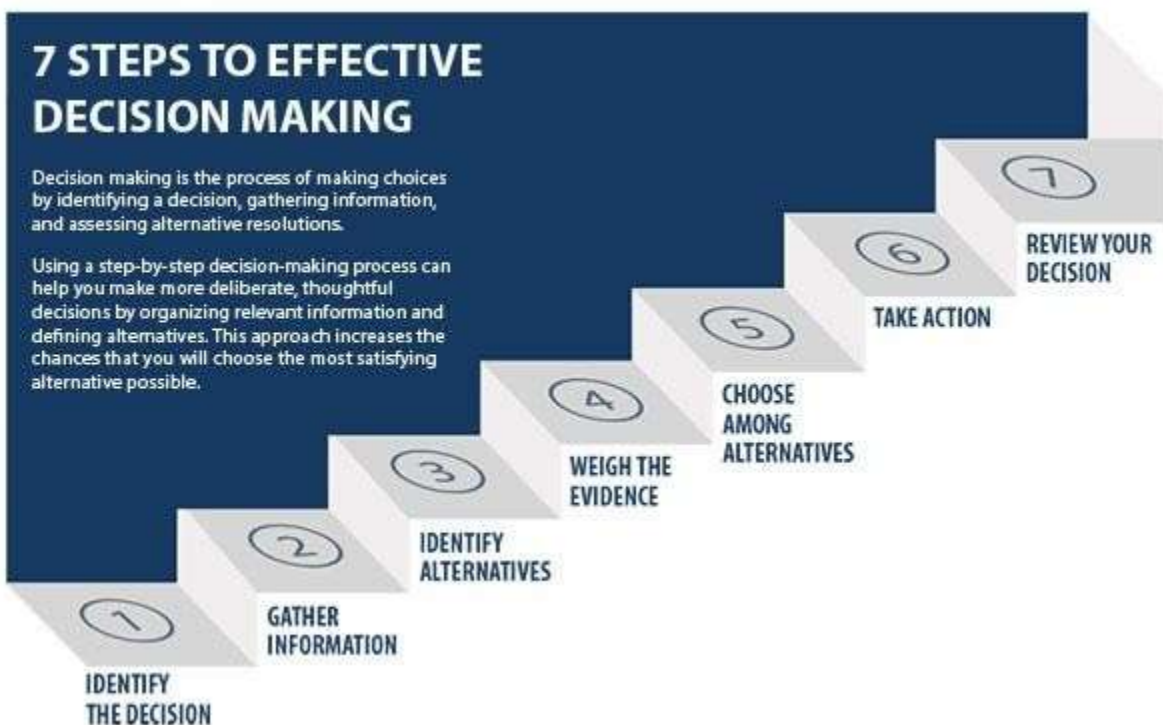 7 STEPS TO EFFECTIVE
DECISION MAKING
Decision making is the process of making choices
by identifying a decision, gathering information,
and assessing alternative resolutions.
Using a step-by-step decision-making process can
help you make more deliberate, thoughtful
decisions by organizing relevant information and
defining alternatives. This approach increases the
chances that you will choose the most satisfying
alternative possible.
1
IDENTIFY
THE DECISION
2
GATHER
INFORMATION
3
IDENTIFY
ALTERNATIVES
4
WEIGH THE
EVIDENCE
5
CHOOSE
AMONG
ALTERNATIVES
6
TAKE ACTION
7
REVIEW YOUR
DECISION